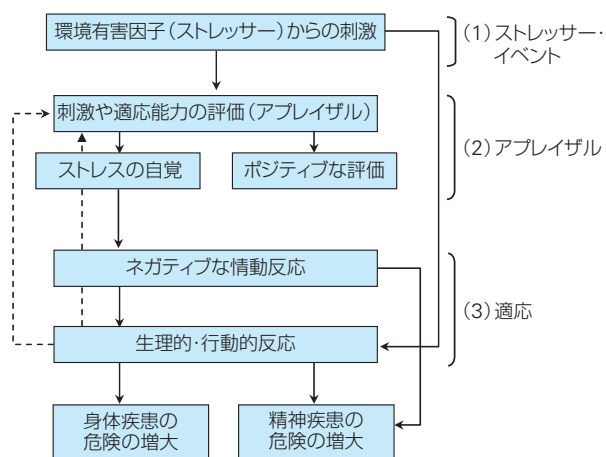 環境有害因子(ストレッサー)からの刺激
(1)ストレッサー・
イベント
刺激や適応能力の評価(アプレイザル)
ストレスの自覚
ポジティブな評価
(2)アプレイザル
ネガティブな情動反応
生理的・行動的反応
(3)適応
身体疾患の
危険の増大
精神疾患の
危険の増大